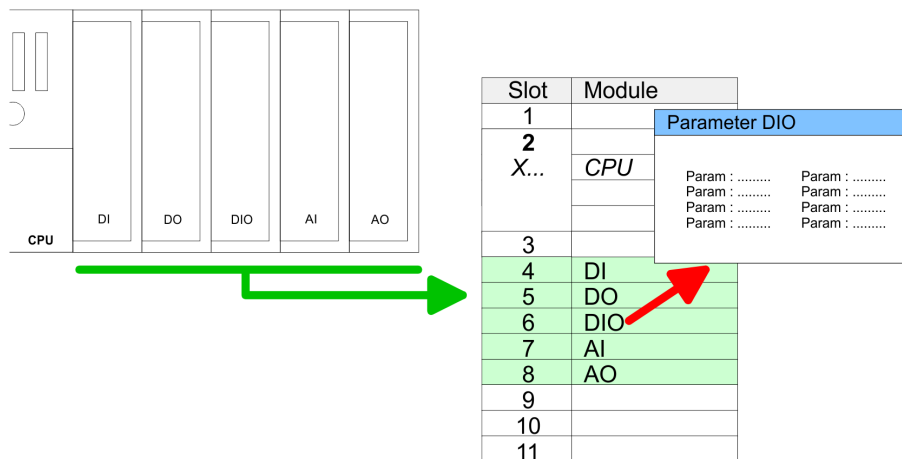 DI DO DIO AI AO
CPU
Slot Module
1
2
X... CPU
3
4 DI
5 DO
6 DIO
7 AI
8 AO
9
10
11
Parameter DIO
Param : ......... Param : .........
Param : ......... Param : .........
Param : ......... Param : .........
Param : ......... Param : .........